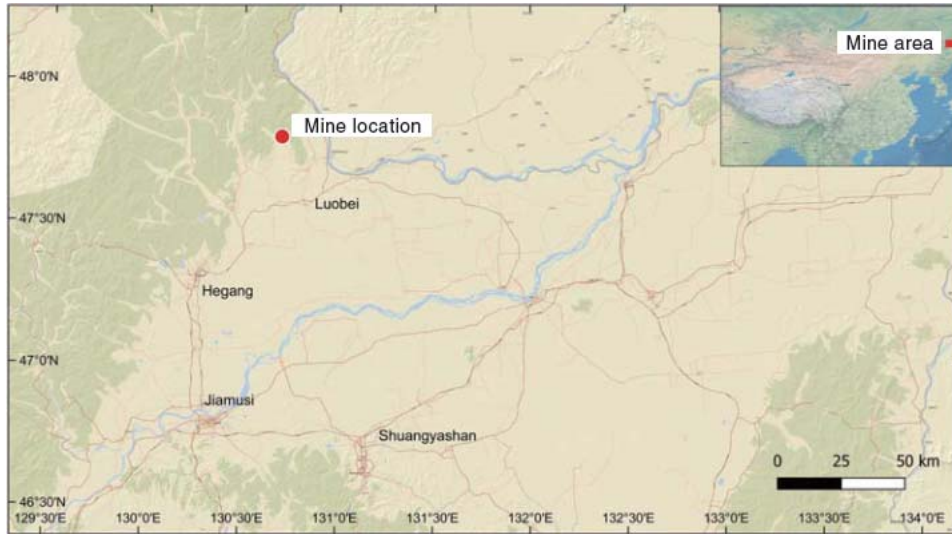 Mine area
48°0'N
Mine location
Luobei
47°30'N
Hegang
47°0'N
Jiamusi
Shuangyashan
0 25 50 km
46°30'N
129°30'E 130°0'E 130°30'E 131°0'E 131°30'E 132°0'E 132°30'E 133°0'E 133°30'E 134°0'E